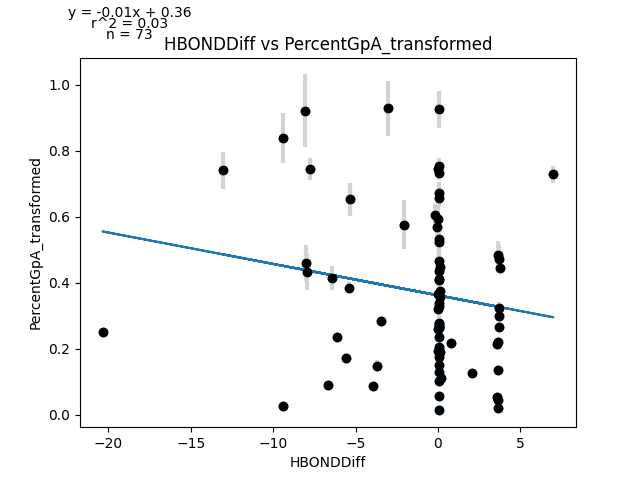 y = -0.01x + 0.36
r^2 = 0.03
n = 73
HBONDDiff vs PercentGpA_transformed
PercentGpA_transformed
1.0
0.8
0.6
0.4
0.2
0.0
−20
−15
−10
−5
0
5
HBONDDiff